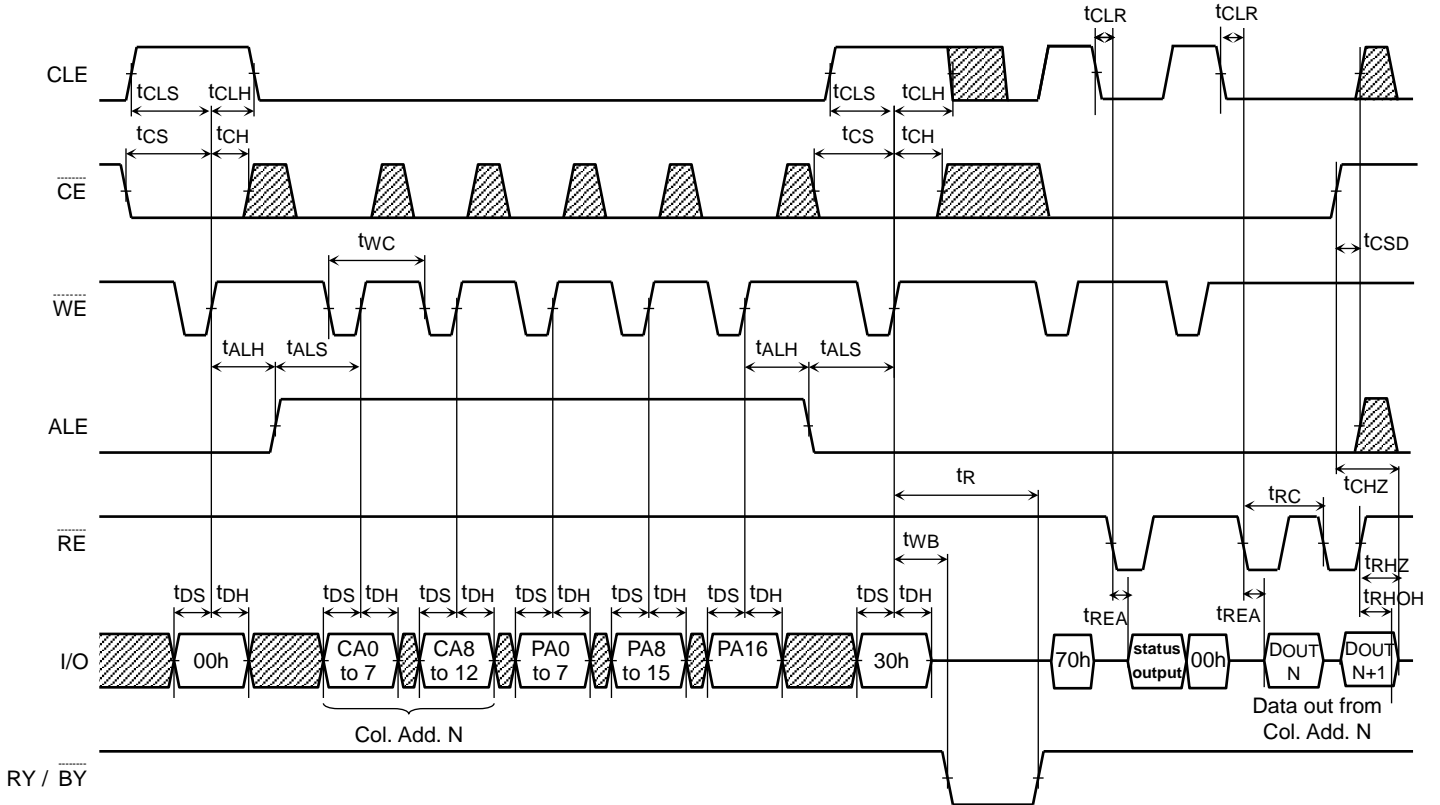 tCLR tCLR
CLE
tCLS tCLH tCLS tCLH
tCS tCH tCS tCH
CE
tWC tCSD
WE
tALH tALS tALH tALS
ALE
tR tCHZ
tRC
RE
tWB
tRHZ
tDS tDH tDS tDH tDS tDH tDS tDH tDS tDH tDS tDH tDS tDH tRHOH
tREA tREA
I/O 00h CA0 to 7 CA8 to 12 PA0 to 7 PA8 to 15 PA16 30h 70h status output 00h DOUT N DOUT N+1
Data out from
Col. Add. N
Col. Add. N
RY / BY